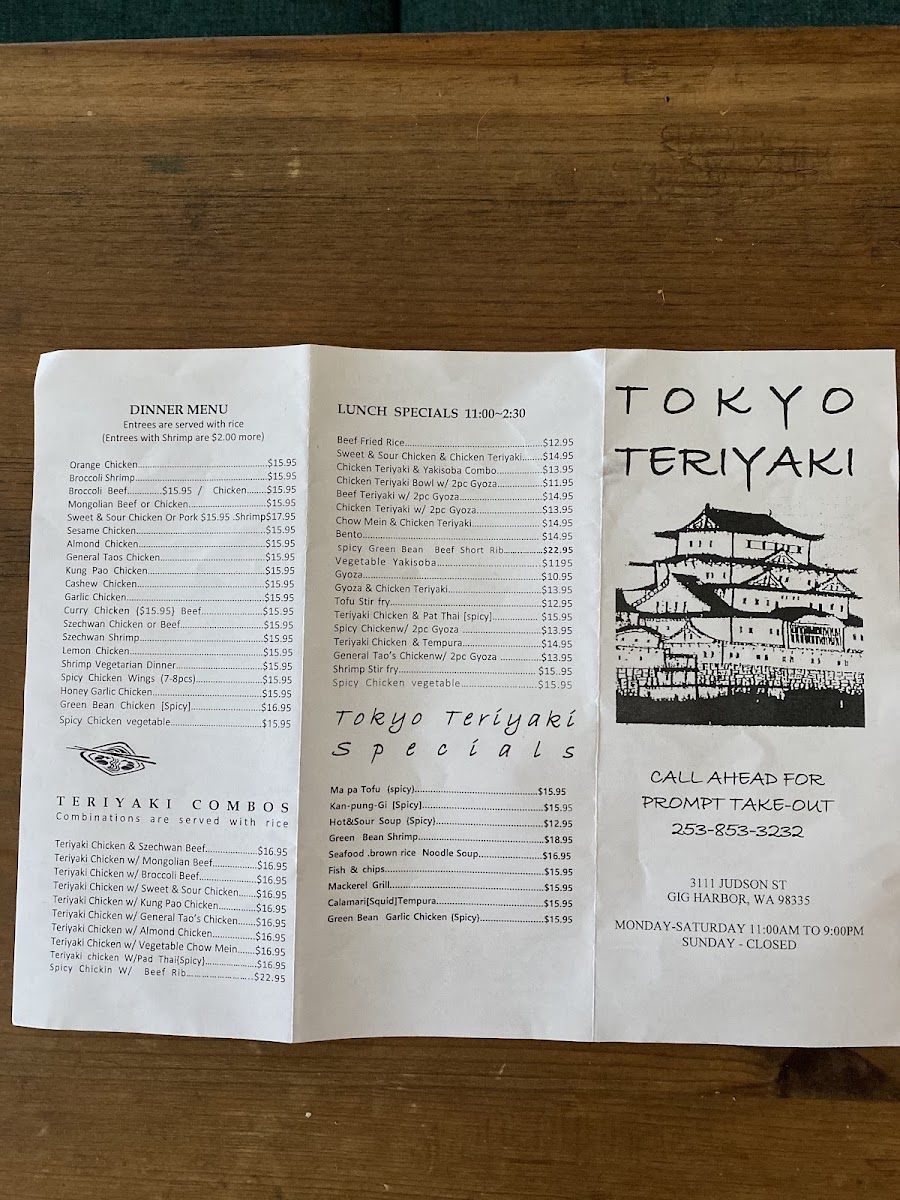 DINNER MENU
Entrees are served with rice
(Entrees with Shrimp are $2.00 more)
Orange Chicken.....$15.95
Broccoli Shrimp.....$15.95
Broccoli Beef.....$15.95 / Chicken.....$15.95
Mongolian Beef or Chicken.....$15.95
Sweet & Sour Chicken Or Pork $15.95 .Shrimp$17.95
Sesame Chicken.....$15.95
Almond Chicken.....$15.95
General Taos Chicken.....$15.95
Kung Pao Chicken.....$15.95
Cashew Chicken.....$15.95
Garlic Chicken.....$15.95
Curry Chicken {$15.95} Beef.....$15.95
Szechwan Chicken or Beef.....$15.95
Szechwan Shrimp.....$15.95
Lemon Chicken.....$15.95
Shrimp Vegetarian Dinner.....$15.95
Spicy Chicken Wings (7-8pcs).....$15.95
Honey Garlic Chicken.....$15.95
Green Bean Chicken [Spicy].....$16.95
Spicy Chicken vegetable.....$15.95
TERIYAKI COMBOS
Combinations are served with rice
Teriyaki Chicken & Szechwan Beef.....$16.95
Teriyaki Chicken w/ Mongolian Beef.....$16.95
Teriyaki Chicken w/ Broccoli Beef.....$16.95
Teriyaki Chicken w/ Sweet & Sour Chicken.....$16.95
Teriyaki Chicken w/ Kung Pao Chicken.....$16.95
Teriyaki Chicken w/ General Tao's Chicken.....$16.95
Teriyaki Chicken w/ Almond Chicken.....$16.95
Teriyaki Chicken w/ Vegetable Chow Mein.....$16.95
Teriyaki chicken W/Pad Thai{Spicy].....$16.95
Spicy ChickIn W/ Beef Rib.....$22.95
LUNCH SPECIALS 11:00~2:30
Beef Fried Rice.....$12.95
Sweet & Sour Chicken & Chicken Teriyaki.....$14.95
Chicken Teriyaki & Yakisoba Combo.....$13.95
Chicken Teriyaki Bowl w/ 2pc Gyoza.....$11.95
Beef Teriyaki w/ 2pc Gyoza.....$14.95
Chicken Teriyaki w/ 2pc Gyoza.....$13.95
Chow Mein & Chicken Teriyaki.....$14.95
Bento.....$14.95
Spicy Green Bean Beef Short Rib.....$22.95
Vegetable Yakisoba.....$1195
Gyoza.....$10.95
Gyoza & Chicken Teriyaki.....$13.95
Tofu Stir fry.....$12.95
Teriyaki Chicken & Pat Thai [spicy].....$15.95
Spicy Chickenw/ 2pc Gyoza.....$13.95
Teriyaki Chicken & Tempura.....$14.95
General Tao's Chickenw/ 2pc Gyoza.....$13.95
Shrimp Stir fry.....$15..95
Spicy Chicken vegetable.....$15.95
Tokyo Teriyaki
Specials
Ma pa Tofu (spicy).....$15.95
Kan-pung-Gi [Spicy].....$15.95
Hot&Sour Soup {Spicy}.....$12.95
Green Bean Shrimp.....$18.95
Seafood .brown rice Noodle Soup.....$16.95
Fish & chips.....$15.95
Mackerel Grill.....$15.95
Calamari[Squid]Tempura.....$15.95
Green Bean Garlic Chicken (Spicy).....$15.95
TOKYO
TERIYAKI
CALL AHEAD FOR
PROMPT TAKE-OUT
253-853-3232
3111 JUDSON ST
GIG HARBOR, WA 98335
MONDAY-SATURDAY 11:00AM TO 9:00PM
SUNDAY - CLOSED